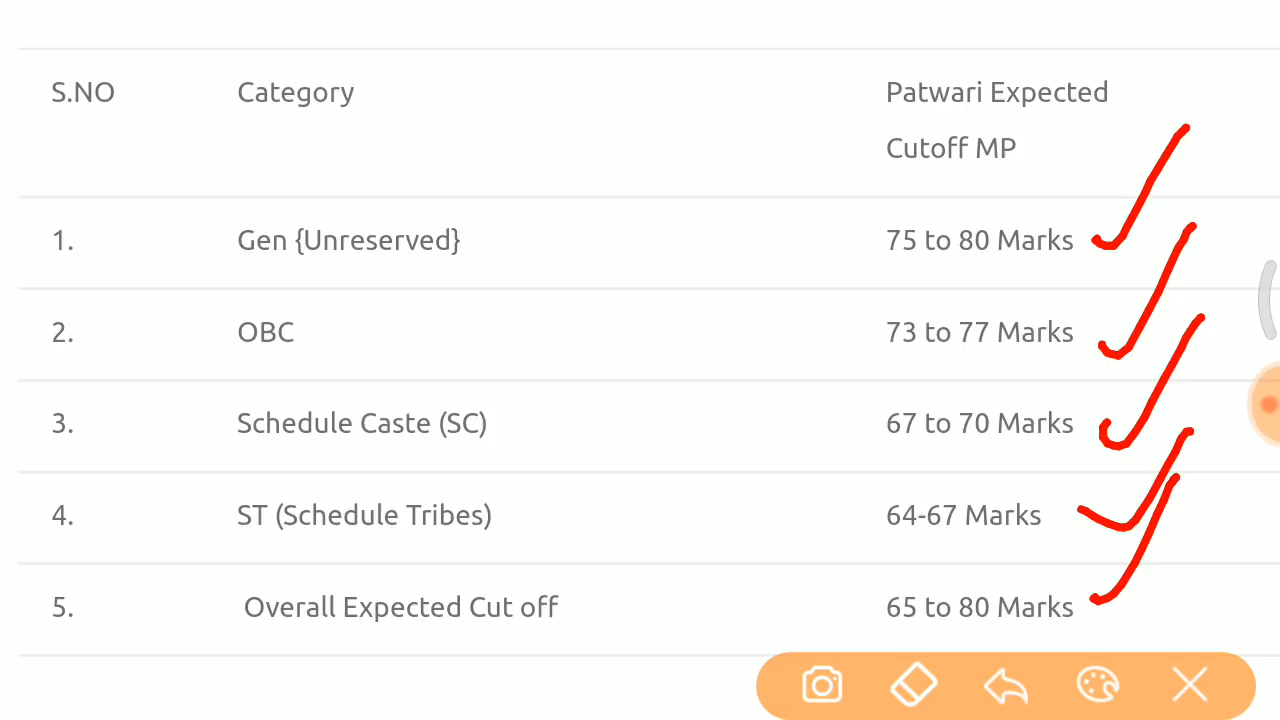 S.NO Category Patwari Expected
Cutoff MP
1. Gen {Unreserved} 75 to 80 Marks
2. OBC 73 to 77 Marks
3. Schedule Caste (SC) 67 to 70 Marks
4. ST (Schedule Tribes) 64-67 Marks
5. Overall Expected Cut off 65 to 80 Marks